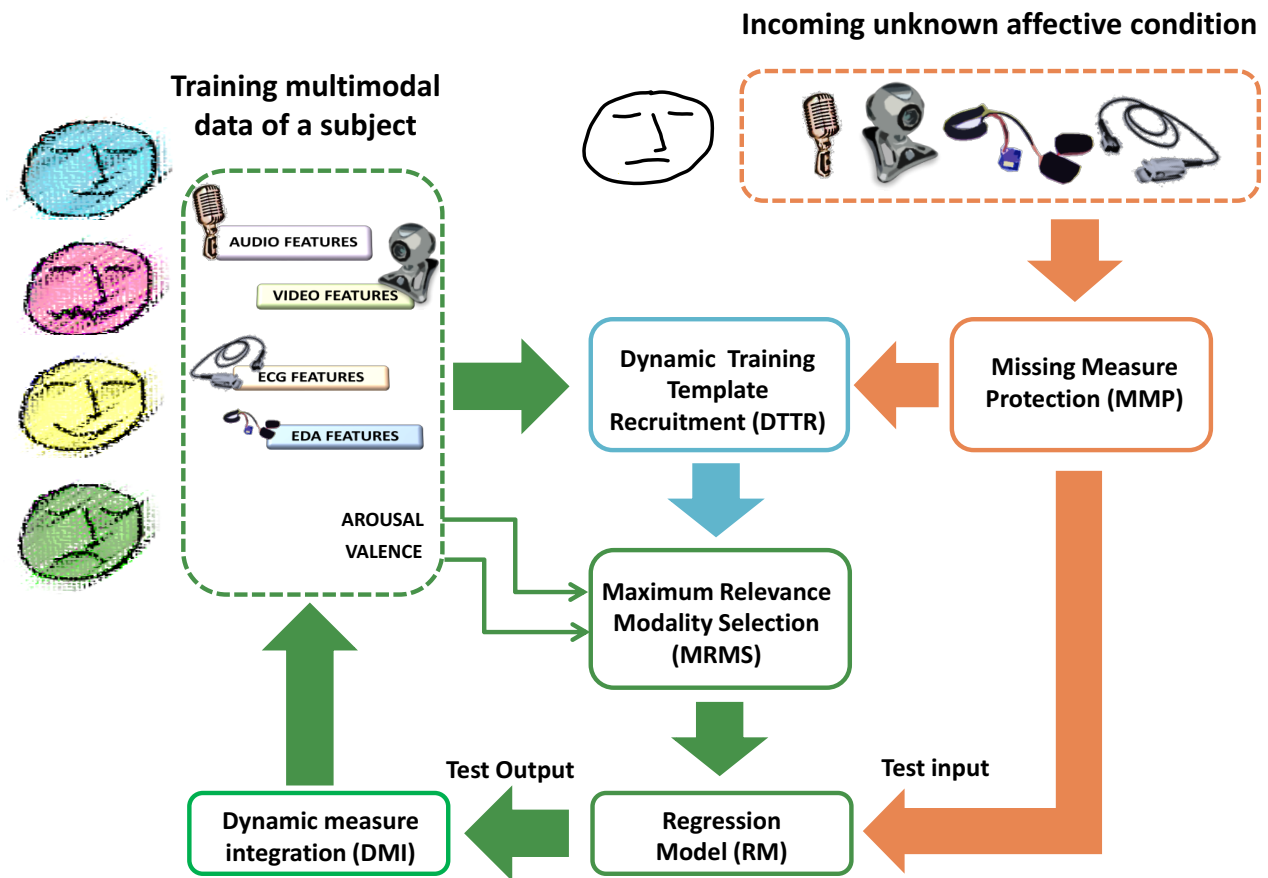 Incoming unknown affective condition
Training multimodal
data of a subject
AUDIO FEATURES
VIDEO FEATURES
ECG FEATURES
EDA FEATURES
AROUSAL
VALENCE
Dynamic Training
Template
Recruitment (DTTR)
Missing Measure
Protection (MMP)
Maximum Relevance
Modality Selection
(MRMS)
Test Output
Test input
Dynamic measure
integration (DMI)
Regression
Model (RM)